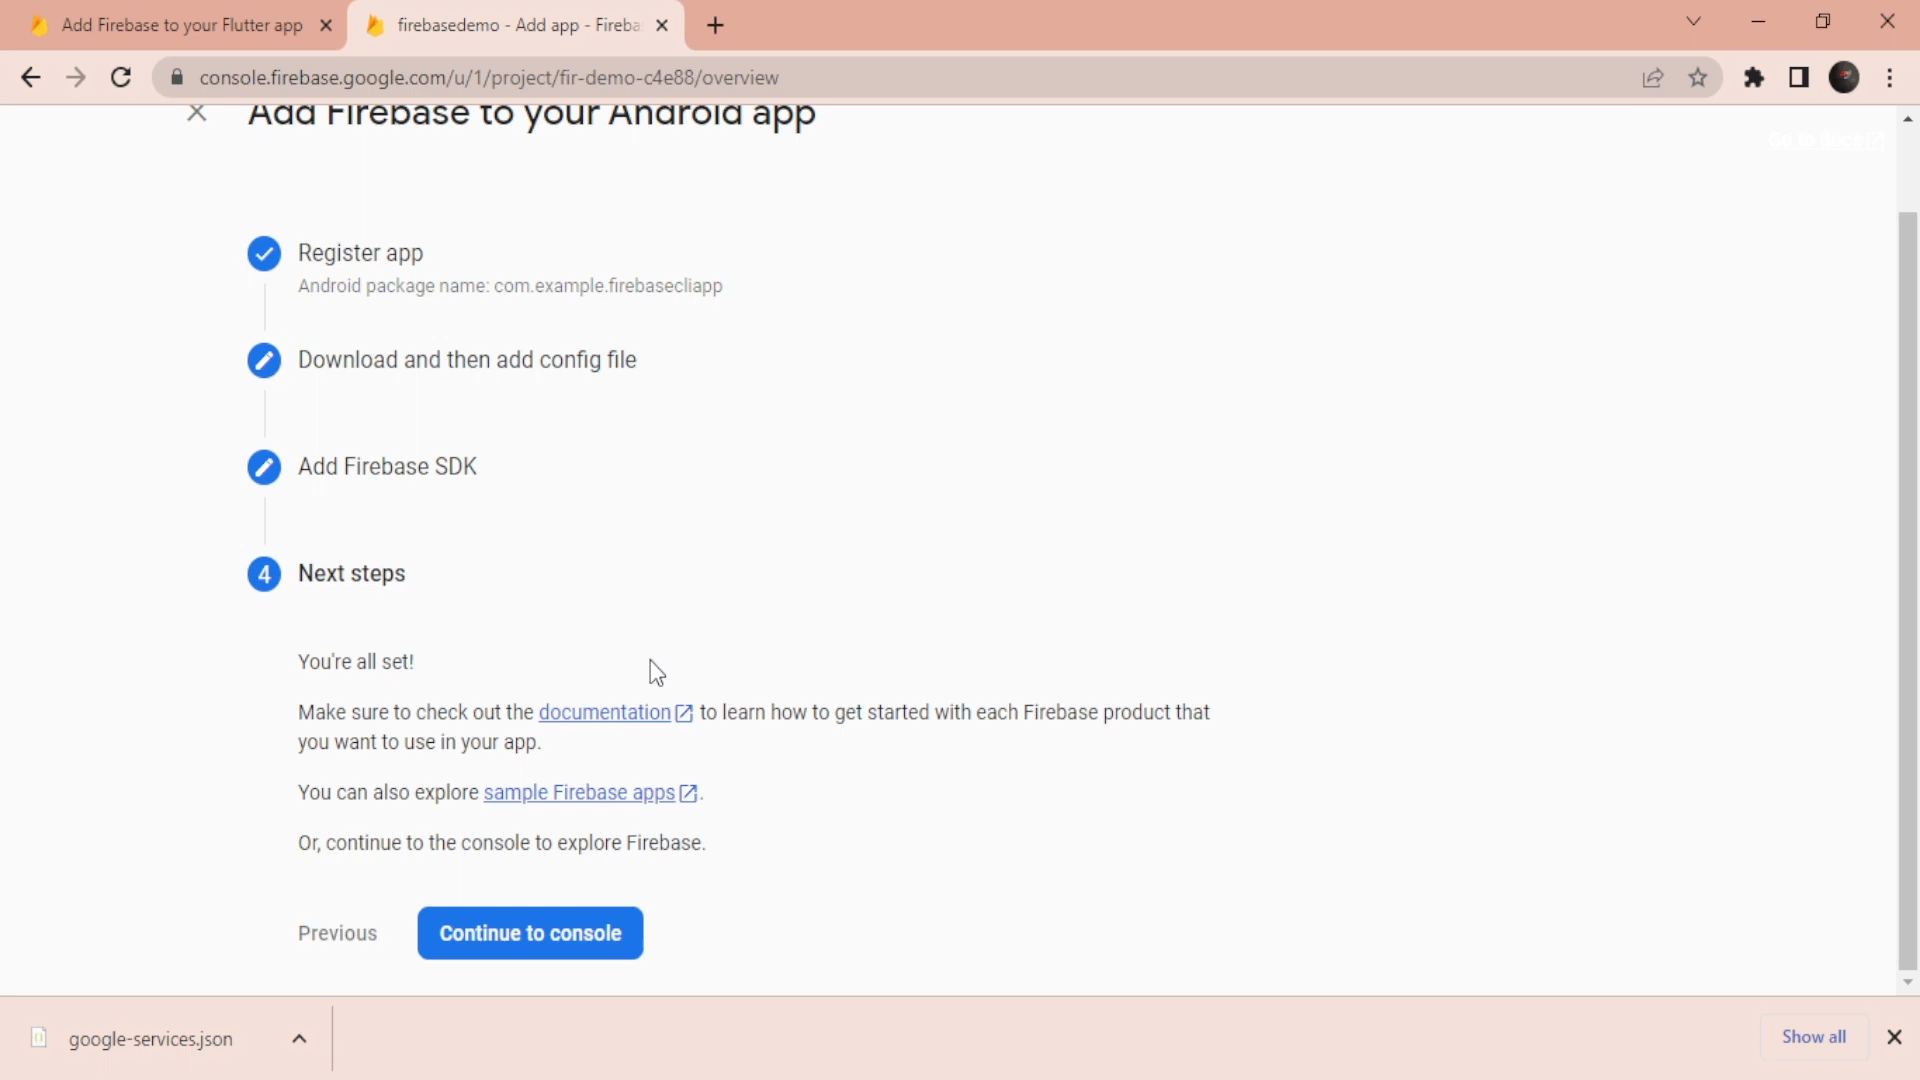 Add Firebase to your Flutter app
firebasedemo - Add app - Fireba
console.firebase.google.com/u/1/project/fir-demo-c4e88/overview
Add Firebase to your Android app
Go to docs
Register app
Android package name: com.example.firebasecliapp
Download and then add config file
Add Firebase SDK
4 Next steps
You're all set!
Make sure to check out the documentation to learn how to get started with each Firebase product that
you want to use in your app.
You can also explore sample Firebase apps.
Or, continue to the console to explore Firebase.
Previous
Continue to console
google-services.json
Show all